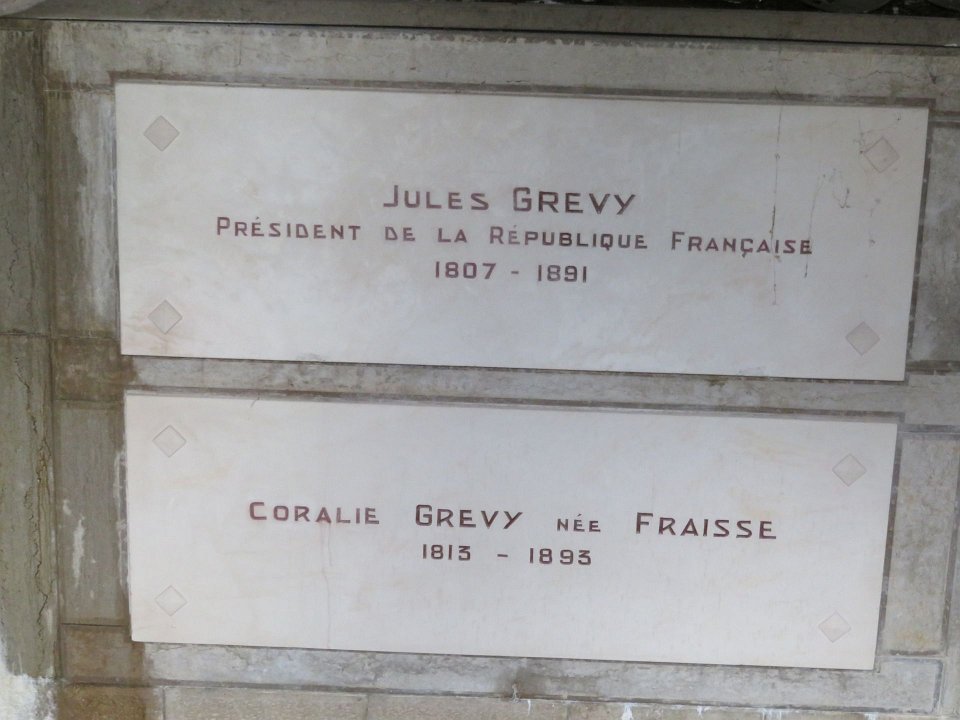 JULES GREVY
PRÉSIDENT DE LA RÉPUBLIQUE FRANÇAISE
1807 - 1891
CORALIE GREVY NÉE FRAISSE
1813 - 1893